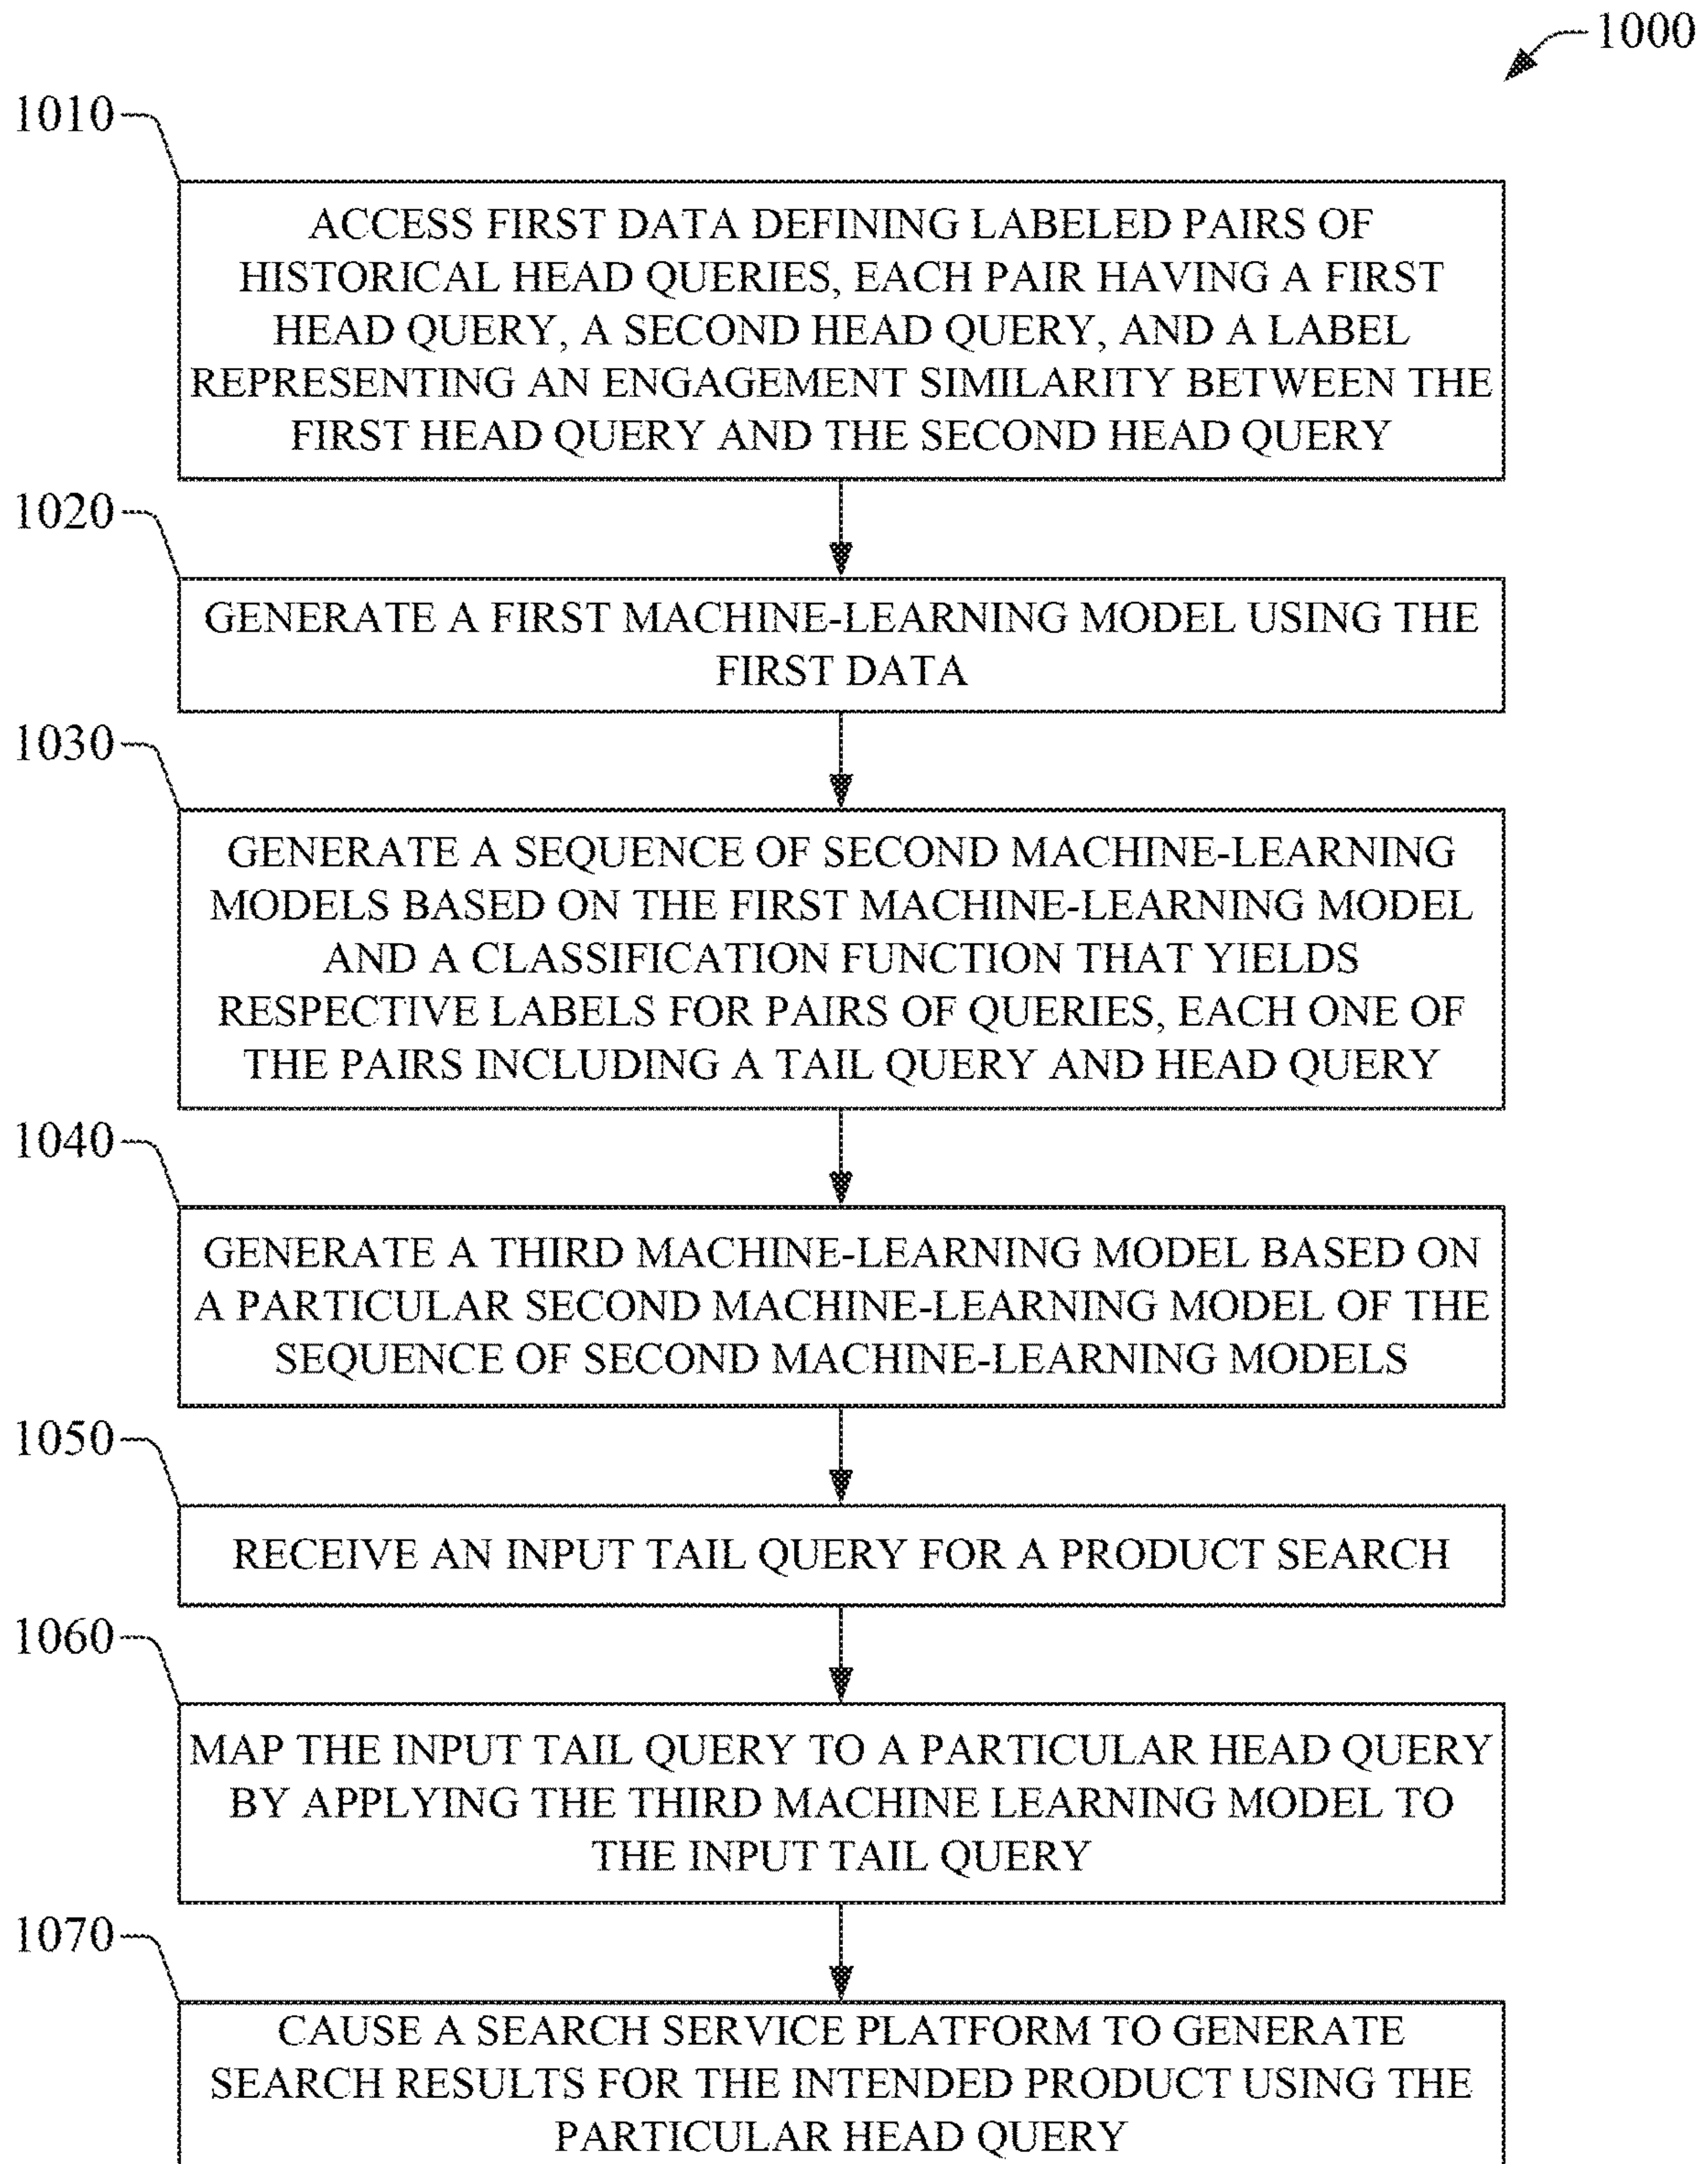 1000
1010
ACCESS FIRST DATA DEFINING LABELED PAIRS OF
HISTORICAL HEAD QUERIES, EACH PAIR HAVING A FIRST
HEAD QUERY, A SECOND HEAD QUERY, AND A LABEL
REPRESENTING AN ENGAGEMENT SIMILARITY BETWEEN THE
FIRST HEAD QUERY AND THE SECOND HEAD QUERY
1020
GENERATE A FIRST MACHINE-LEARNING MODEL USING THE
FIRST DATA
1030
GENERATE A SEQUENCE OF SECOND MACHINE-LEARNING
MODELS BASED ON THE FIRST MACHINE-LEARNING MODEL
AND A CLASSIFICATION FUNCTION THAT YIELDS
RESPECTIVE LABELS FOR PAIRS OF QUERIES, EACH ONE OF
THE PAIRS INCLUDING A TAIL QUERY AND HEAD QUERY
1040
GENERATE A THIRD MACHINE-LEARNING MODEL BASED ON
A PARTICULAR SECOND MACHINE-LEARNING MODEL OF THE
SEQUENCE OF SECOND MACHINE-LEARNING MODELS
1050
RECEIVE AN INPUT TAIL QUERY FOR A PRODUCT SEARCH
1060
MAP THE INPUT TAIL QUERY TO A PARTICULAR HEAD QUERY
BY APPLYING THE THIRD MACHINE LEARNING MODEL TO
THE INPUT TAIL QUERY
1070
CAUSE A SEARCH SERVICE PLATFORM TO GENERATE
SEARCH RESULTS FOR THE INTENDED PRODUCT USING THE
PARTICULAR HEAD QUERY